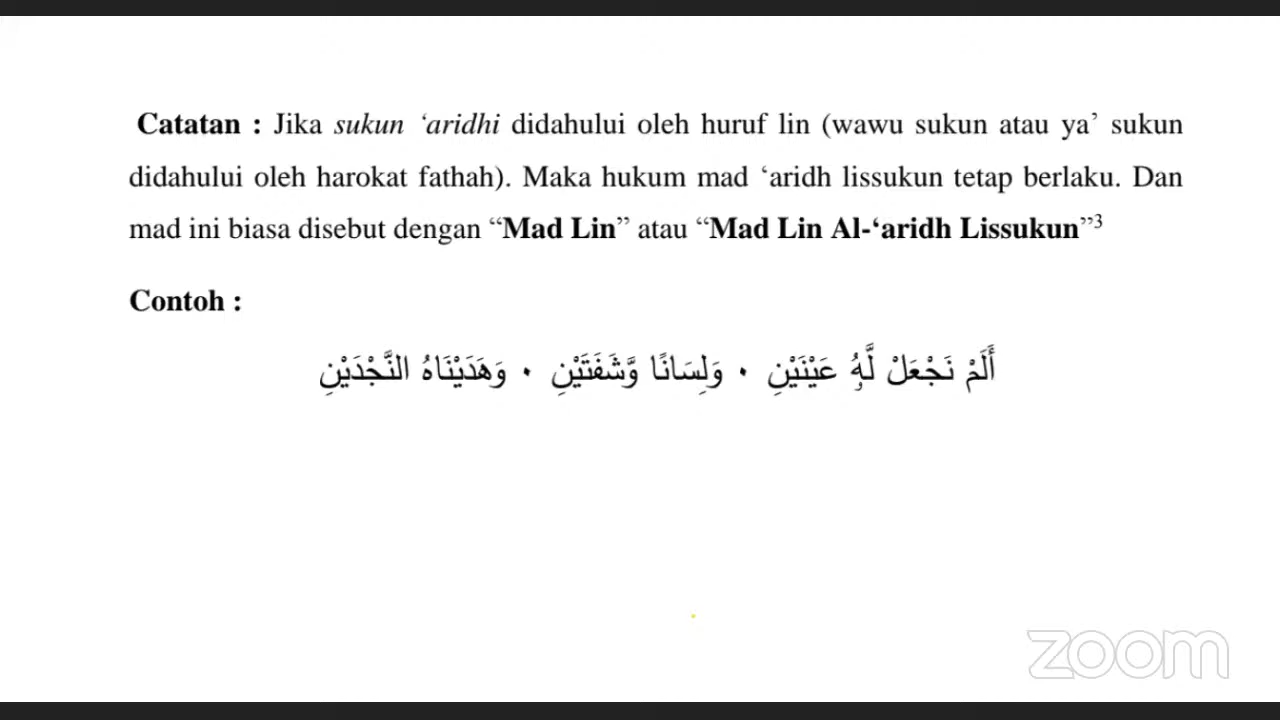 Catatan : Jika sukun ‘aridhi didahului oleh huruf lin (wawu sukun atau ya’ sukun
didahului oleh harokat fathah). Maka hukum mad ‘aridh lissukun tetap berlaku. Dan
mad ini biasa disebut dengan “Mad Lin” atau “Mad Lin Al-‘aridh Lissukun”3
Contoh :
أَلَمْ نَجْعَلْ لَّهٗ عَيْنَيْنِ ٠ وَلِسَانًا وَّشَفَتَيْنِ ٠ وَهَدَيْنَاهُ النَّجْدَيْنِ
zoom